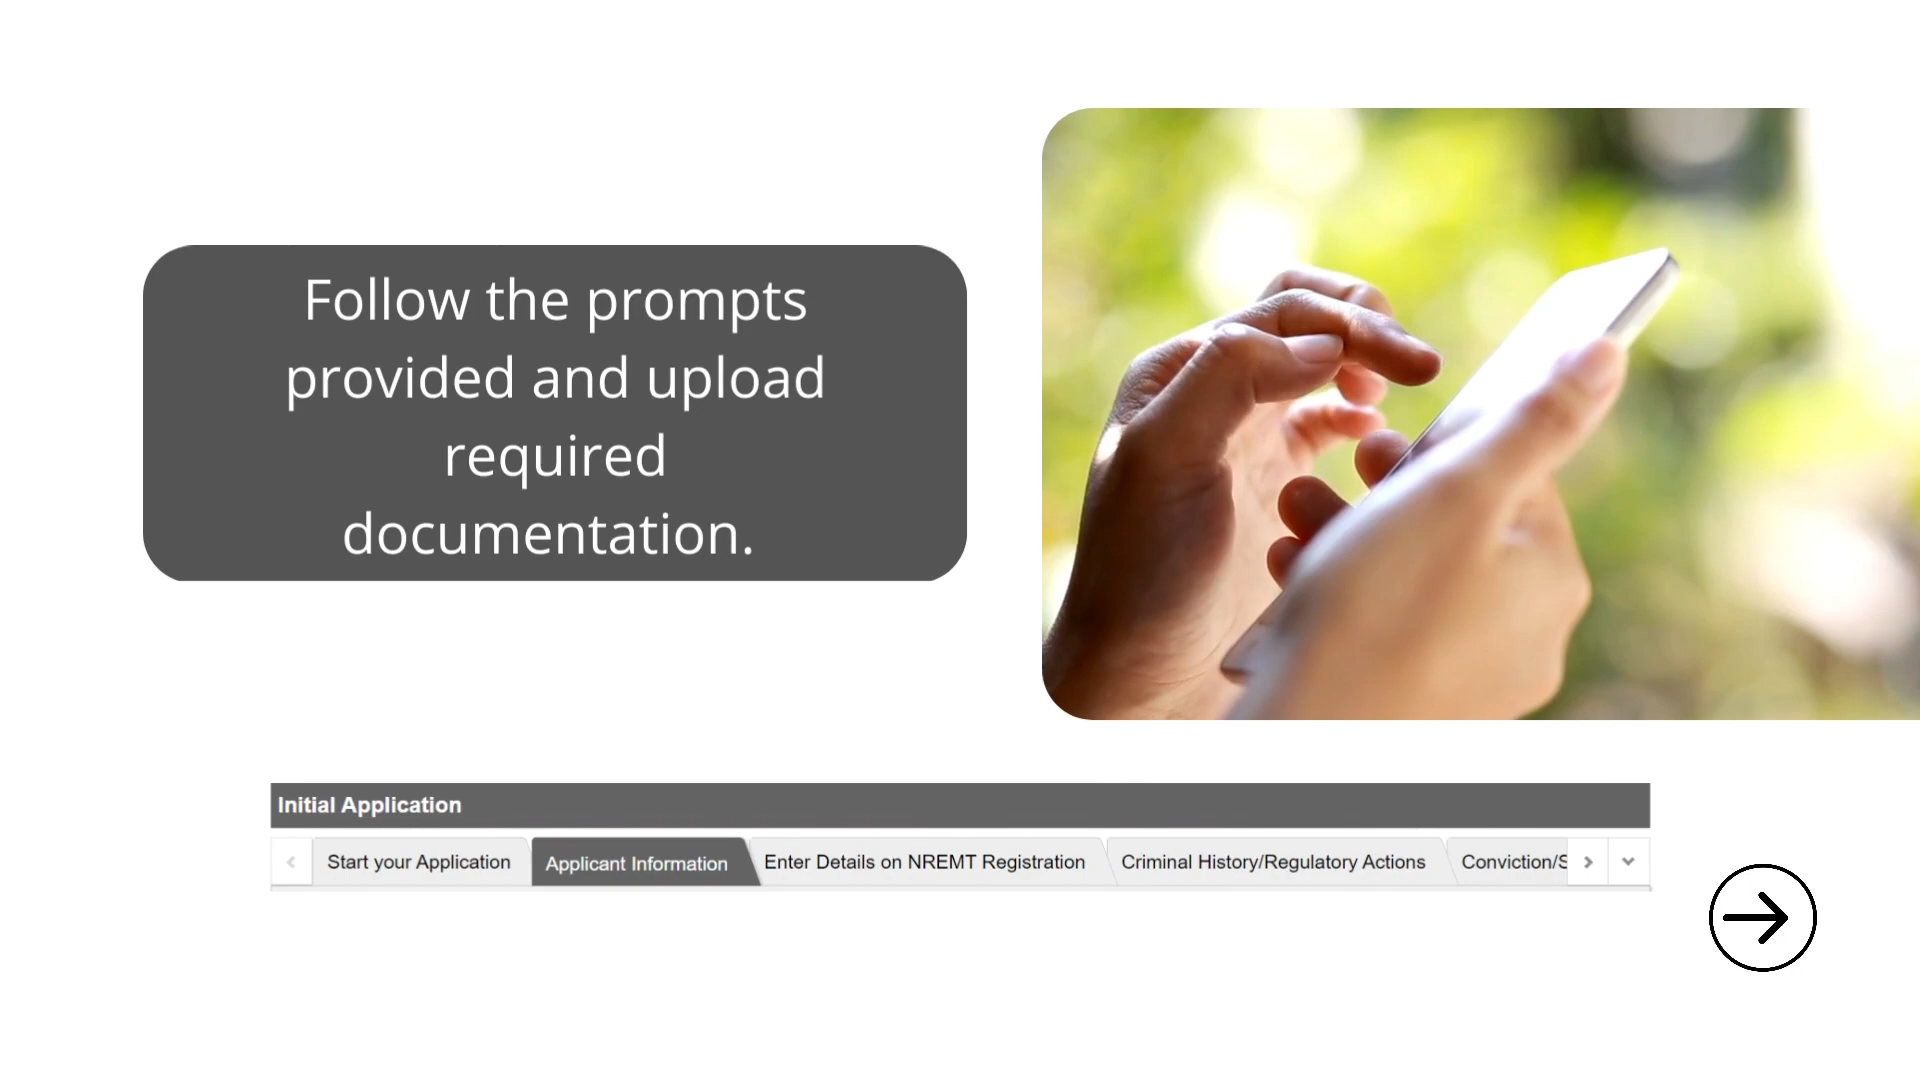 Follow the prompts
provided and upload
required
documentation.
Initial Application
Start your Application
Applicant Information
Enter Details on NREMT Registration
Criminal History/Regulatory Actions
Conviction/S